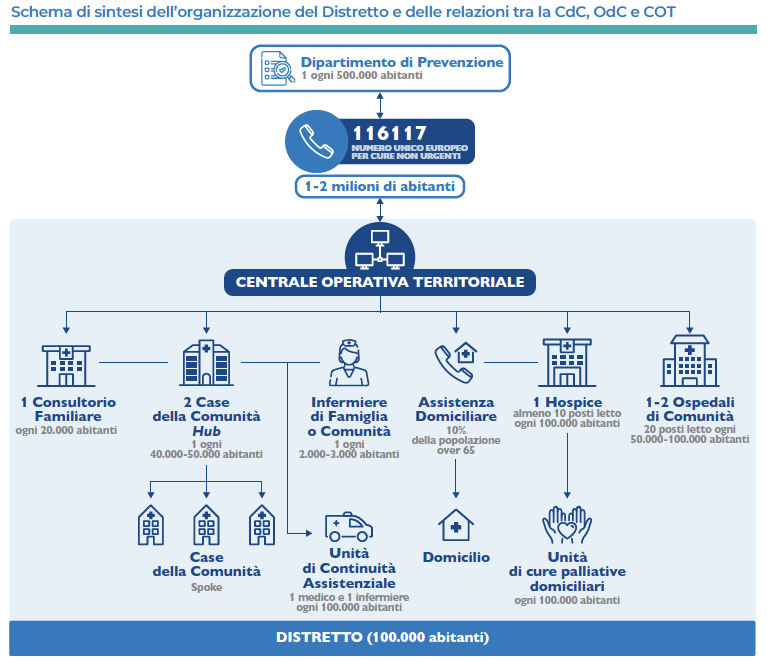 Schema di sintesi dell'organizzazione del Distretto e delle relazioni tra la CdC, OdC e COT
Dipartimento di Prevenzione
1 ogni 500.000 abitanti
116117
NUMERO UNICO EUROPEO
PER CURE NON URGENTI
1-2 milioni di abitanti
CENTRALE OPERATIVA TERRITORIALE
1 Consultorio
Familiare
ogni 20.000 abitanti
2 Case
della Comunità
Hub
1 ogni
40.000-50.000 abitanti
Infermiere
di Famiglia
o Comunità
1 ogni
2.000-3.000 abitanti
Assistenza
Domiciliare
10%
della popolazione
over 65
1 Hospice
almeno 10 posti letto
ogni 100.000 abitanti
1-2 Ospedali
di Comunità
20 posti letto ogni
50.000-100.000 abitanti
Case
della Comunità
Spoke
Unità
di Continuità
Assistenziale
1 medico e 1 infermiere
ogni 100.000 abitanti
Domicilio
Unità
di cure palliative
domiciliari
ogni 100.000 abitanti
DISTRETTO (100.000 abitanti)